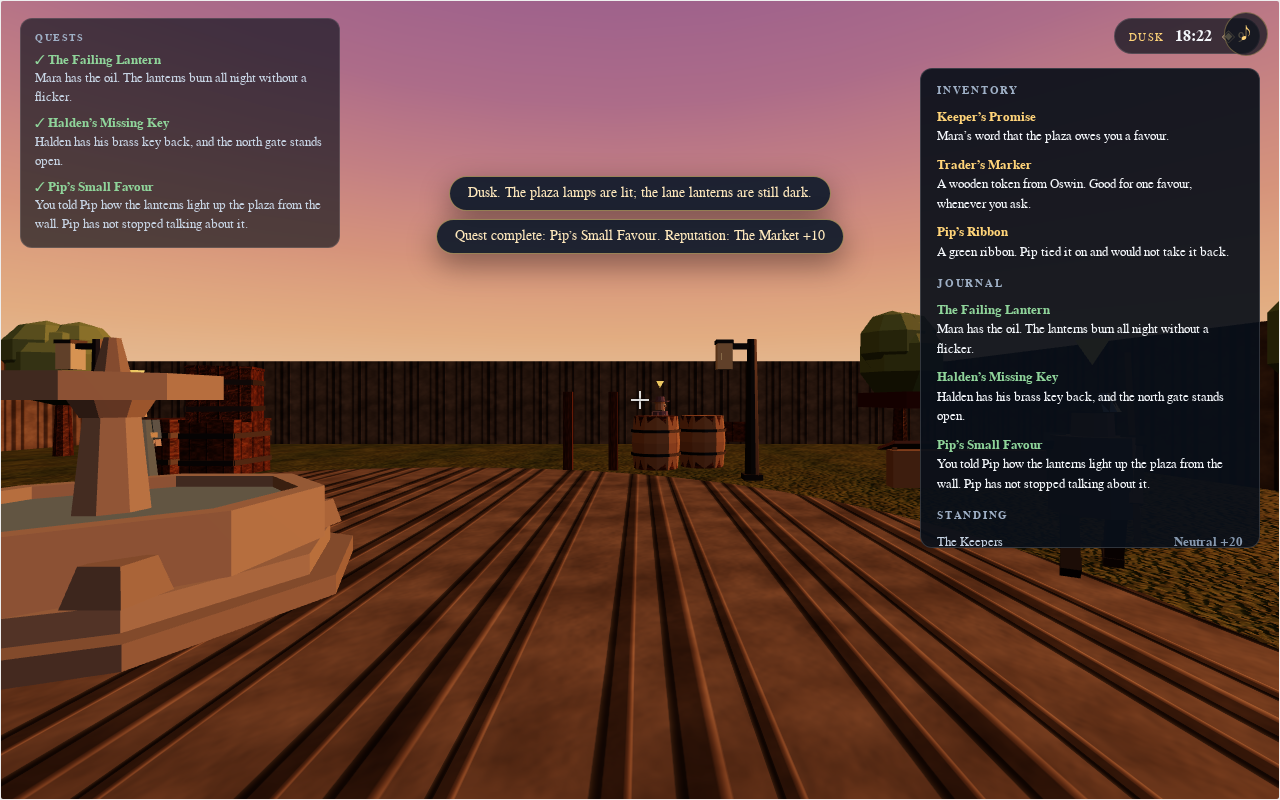 QUESTS
✓ The Failing Lantern
Mara has the oil. The lanterns burn all night without a
flicker.
✓ Halden’s Missing Key
Halden has his brass key back, and the north gate stands
open.
✓ Pip’s Small Favour
You told Pip how the lanterns light up the plaza from the
wall. Pip has not stopped talking about it.
Dusk. The plaza lamps are lit; the lane lanterns are still dark.
Quest complete: Pip’s Small Favour. Reputation: The Market +10
DUSK 18:22
INVENTORY
Keeper’s Promise
Mara’s word that the plaza owes you a favour.
Trader’s Marker
A wooden token from Oswin. Good for one favour,
whenever you ask.
Pip’s Ribbon
A green ribbon. Pip tied it on and would not take it back.
JOURNAL
The Failing Lantern
Mara has the oil. The lanterns burn all night without a
flicker.
Halden’s Missing Key
Halden has his brass key back, and the north gate stands
open.
Pip’s Small Favour
You told Pip how the lanterns light up the plaza from the
wall. Pip has not stopped talking about it.
STANDING
The Keepers Neutral +20